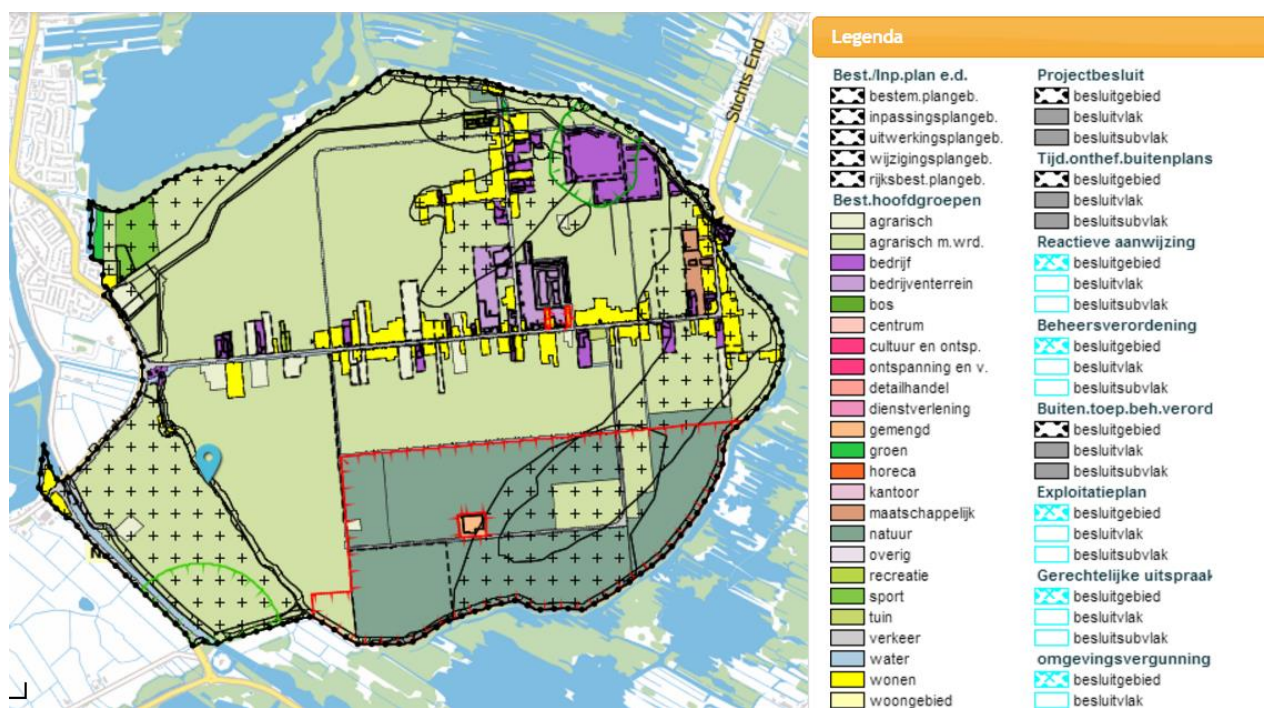 Stichts End
N
Legenda
Best./Inp.plan e.d.
bestem.plangeb.
inpassingsplangeb.
uitwerkingsplangeb.
wijzigingsplangeb.
rijksbest.plangeb.
Best.hoofdgroepen
agrarisch
agrarisch m.wrd.
bedrijf
bedrijventerrein
bos
centrum
cultuur en ontsp.
ontspanning en v.
detailhandel
dienstverlening
gemengd
groen
horeca
kantoor
maatschappelijk
natuur
overig
recreatie
sport
tuin
verkeer
water
wonen
woongebied
Projectbesluit
besluitgebied
besluitvlak
besluitsubvlak
Tijd.onthef.buitenplans
besluitgebied
besluitvlak
besluitsubvlak
Reactieve aanwijzing
besluitgebied
besluitvlak
besluitsubvlak
Beheersverordening
besluitgebied
besluitvlak
besluitsubvlak
Buiten.toep.beh.verord
besluitgebied
besluitvlak
besluitsubvlak
Exploitatieplan
besluitgebied
besluitvlak
besluitsubvlak
Gerechtelijke uitspraak
besluitgebied
besluitvlak
besluitsubvlak
omgevingsvergunning
besluitgebied
besluitvlak